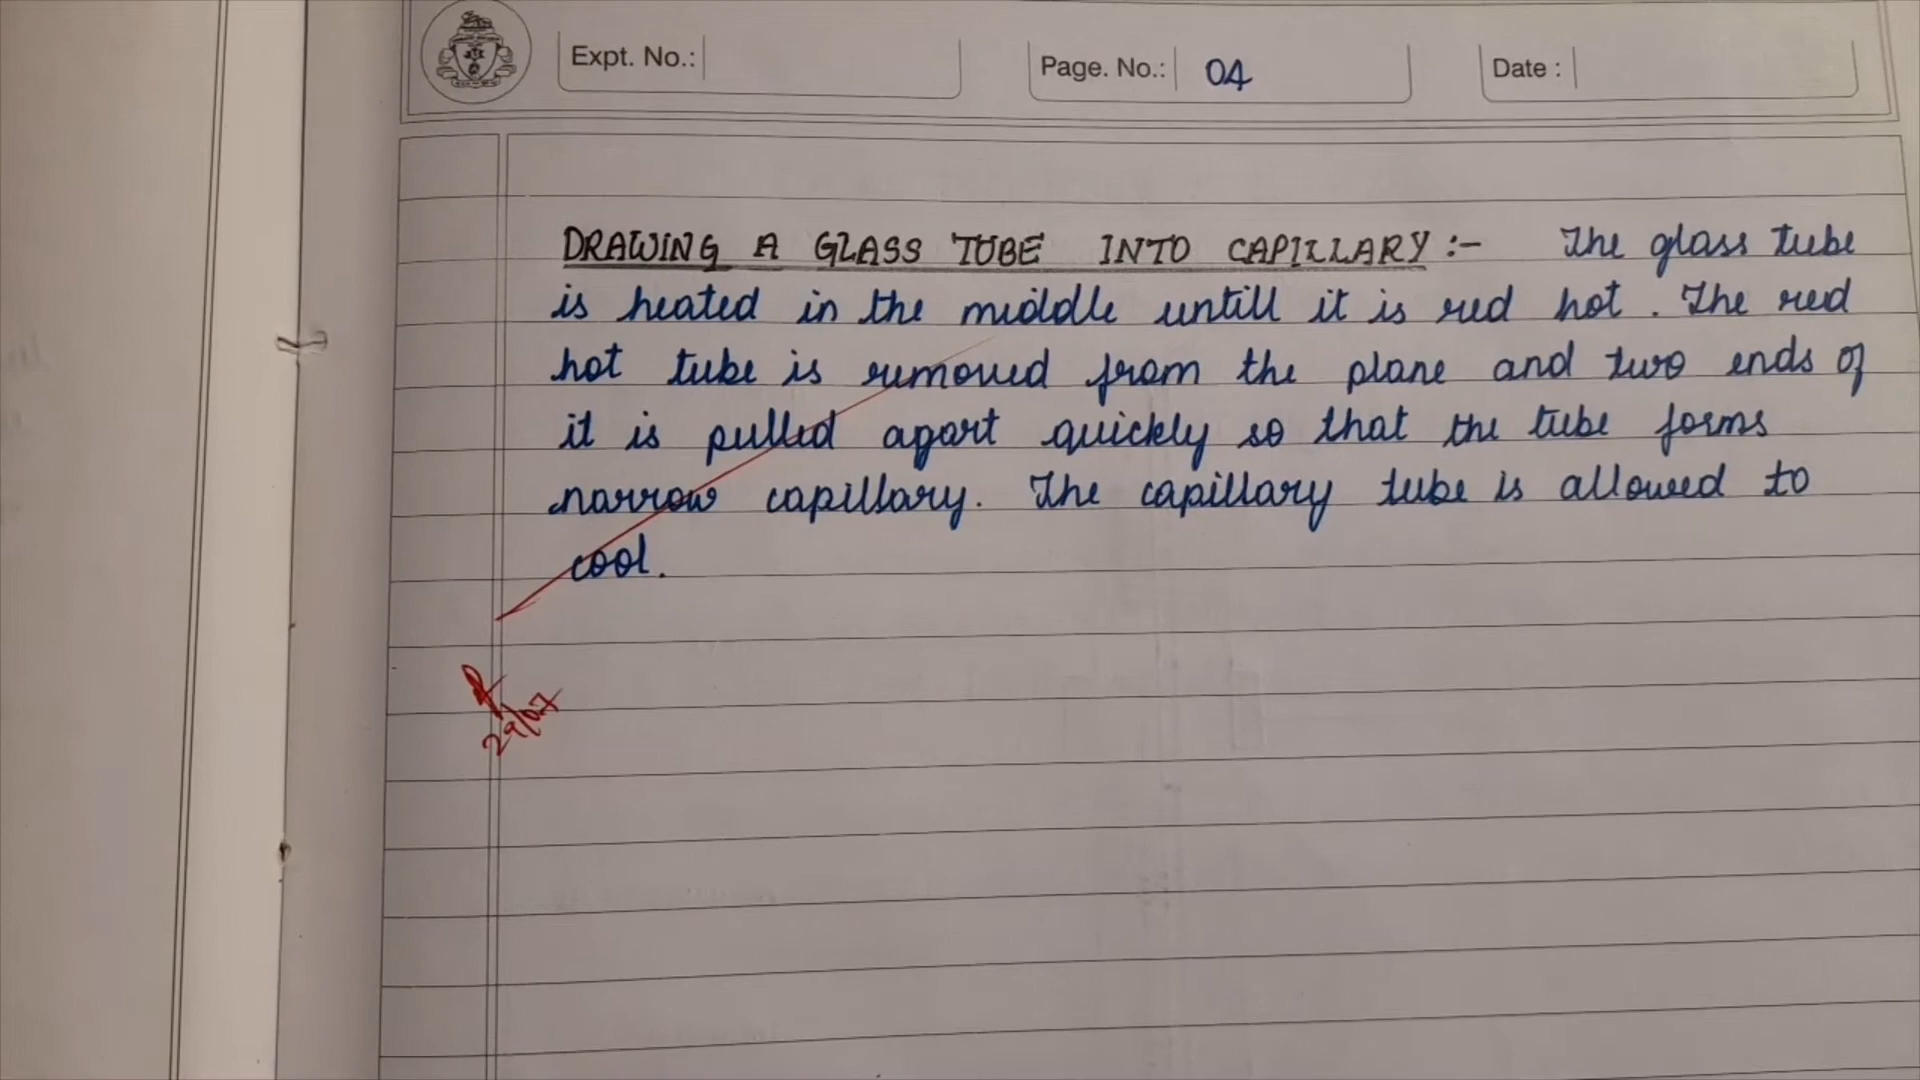 Expt. No.:
Page. No.: 04
Date :
DRAWING A GLASS TUBE INTO CAPILLARY :- The glass tube
is heated in the middle untill it is red hot. The red
hot tube is removed from the plane and two ends of
it is pulled apart quickly so that the tube forms
narrow capillary. The capillary tube is allowed to
cool.
29/07